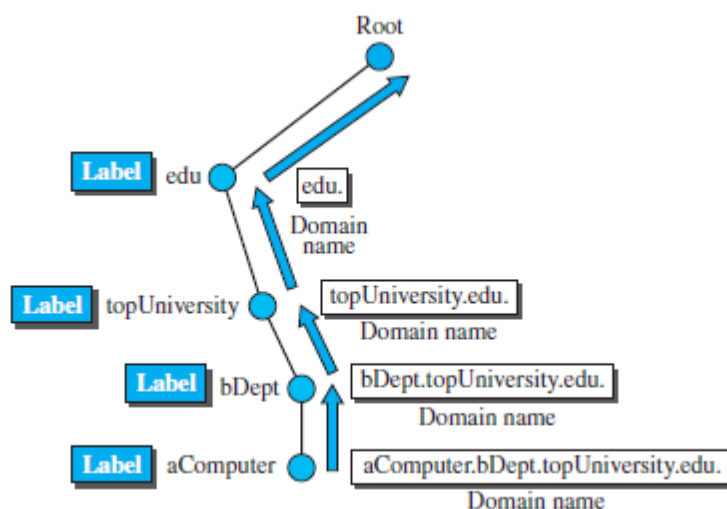 Root
Label edu
edu.
Domain
name
Label topUniversity
topUniversity.edu.
Domain name
Label bDept
bDept.topUniversity.edu.
Domain name
Label aComputer
aComputer.bDept.topUniversity.edu.
Domain name